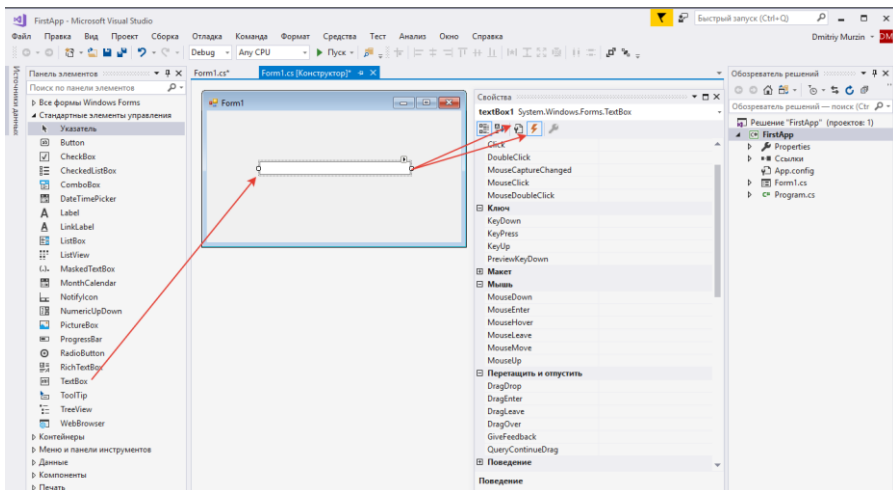 FirstApp - Microsoft Visual Studio
Быстрый запуск (Ctrl+Q)
Файл Правка Вид Проект Сборка Отладка Команда Формат Средства Тест Анализ Окно Справка
Dmitriy Murzin
DM
Debug Any CPU Пуск
Источники данных
Панель элементов
Поиск по панели элементов
Все формы Windows Forms
Стандартные элементы управления
Указатель
Button
CheckBox
CheckedListBox
ComboBox
DateTimePicker
Label
LinkLabel
ListBox
ListView
MaskedTextBox
MonthCalendar
NotifyIcon
NumericUpDown
PictureBox
ProgressBar
RadioButton
RichTextBox
TextBox
ToolTip
TreeView
WebBrowser
Контейнеры
Меню и панели инструментов
Данные
Компоненты
Печать
Form1.cs*
Form1.cs [Конструктор]*
Form1
Свойства
textBox1 System.Windows.Forms.TextBox
Click
DoubleClick
MouseCaptureChanged
MouseClick
MouseDoubleClick
Ключ
KeyDown
KeyPress
KeyUp
PreviewKeyDown
Макет
Мышь
MouseDown
MouseEnter
MouseHover
MouseLeave
MouseMove
MouseUp
Перетащить и отпустить
DragDrop
DragEnter
DragLeave
DragOver
GiveFeedback
QueryContinueDrag
Поведение
Поведение
Обозреватель решений
Обозреватель решений — поиск (Ctr
Решение "FirstApp" (проектов: 1)
FirstApp
Properties
Ссылки
App.config
Form1.cs
Program.cs